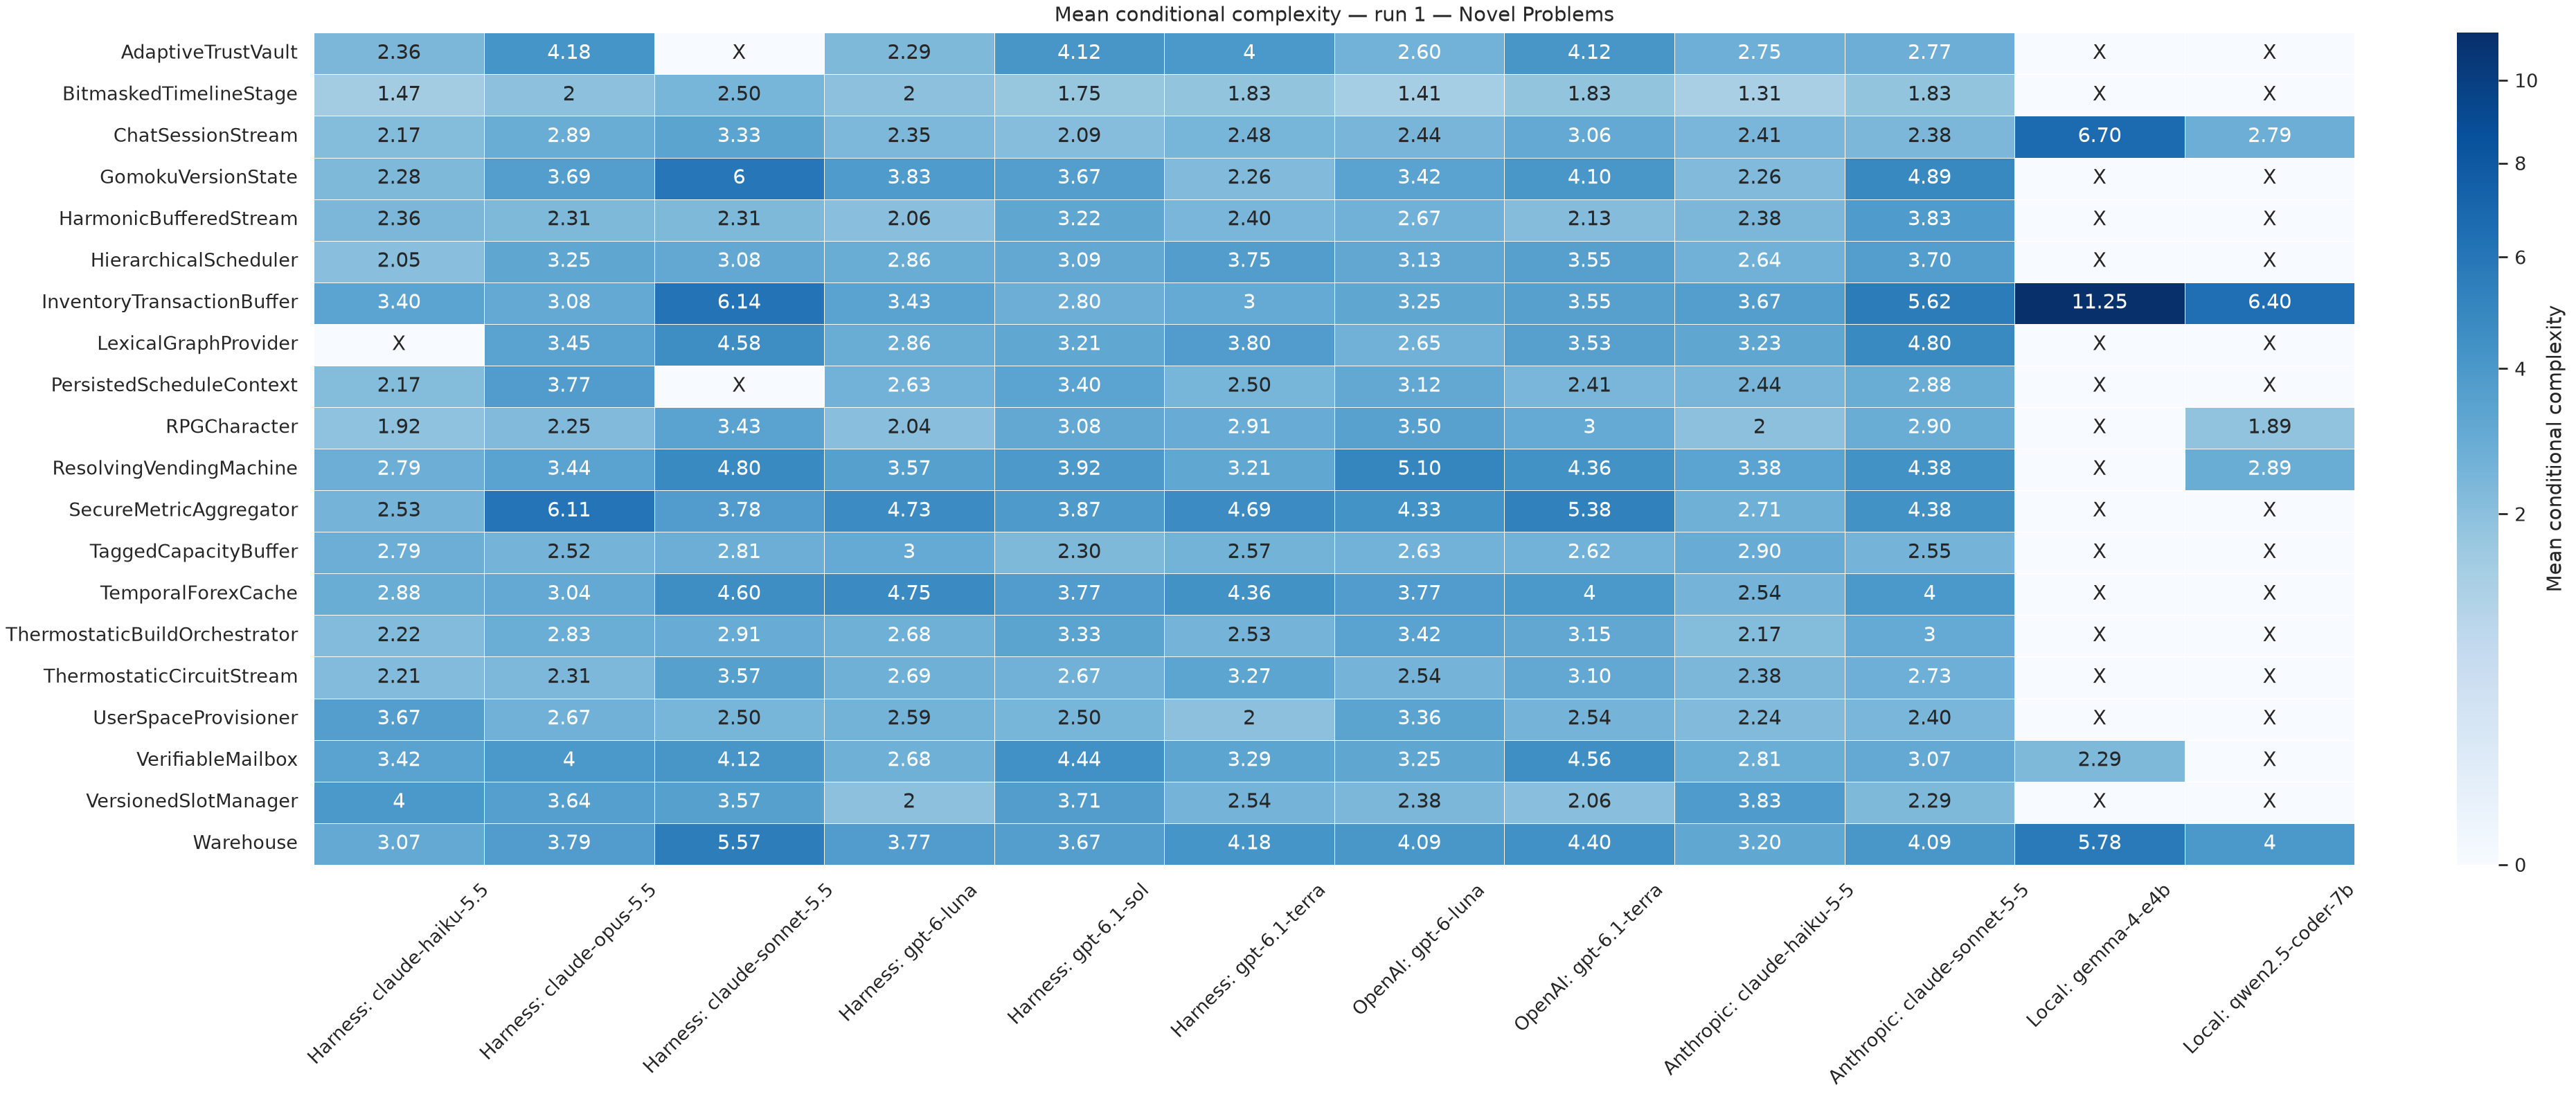 Mean conditional complexity — run 1 — Novel Problems
AdaptiveTrustVault 2.36 4.18 X 2.29 4.12 4 2.60 4.12 2.75 2.77 X X
BitmaskedTimelineStage 1.47 2 2.50 2 1.75 1.83 1.41 1.83 1.31 1.83 X X
ChatSessionStream 2.17 2.89 3.33 2.35 2.09 2.48 2.44 3.06 2.41 2.38 6.70 2.79
GomokuVersionState 2.28 3.69 6 3.83 3.67 2.26 3.42 4.10 2.26 4.89 X X
HarmonicBufferedStream 2.36 2.31 2.31 2.06 3.22 2.40 2.67 2.13 2.38 3.83 X X
HierarchicalScheduler 2.05 3.25 3.08 2.86 3.09 3.75 3.13 3.55 2.64 3.70 X X
InventoryTransactionBuffer 3.40 3.08 6.14 3.43 2.80 3 3.25 3.55 3.67 5.62 11.25 6.40
LexicalGraphProvider X 3.45 4.58 2.86 3.21 3.80 2.65 3.53 3.23 4.80 X X
PersistedScheduleContext 2.17 3.77 X 2.63 3.40 2.50 3.12 2.41 2.44 2.88 X X
RPGCharacter 1.92 2.25 3.43 2.04 3.08 2.91 3.50 3 2 2.90 X 1.89
ResolvingVendingMachine 2.79 3.44 4.80 3.57 3.92 3.21 5.10 4.36 3.38 4.38 X 2.89
SecureMetricAggregator 2.53 6.11 3.78 4.73 3.87 4.69 4.33 5.38 2.71 4.38 X X
TaggedCapacityBuffer 2.79 2.52 2.81 3 2.30 2.57 2.63 2.62 2.90 2.55 X X
TemporalForexCache 2.88 3.04 4.60 4.75 3.77 4.36 3.77 4 2.54 4 X X
ThermostaticBuildOrchestrator 2.22 2.83 2.91 2.68 3.33 2.53 3.42 3.15 2.17 3 X X
ThermostaticCircuitStream 2.21 2.31 3.57 2.69 2.67 3.27 2.54 3.10 2.38 2.73 X X
UserSpaceProvisioner 3.67 2.67 2.50 2.59 2.50 2 3.36 2.54 2.24 2.40 X X
VerifiableMailbox 3.42 4 4.12 2.68 4.44 3.29 3.25 4.56 2.81 3.07 2.29 X
VersionedSlotManager 4 3.64 3.57 2 3.71 2.54 2.38 2.06 3.83 2.29 X X
Warehouse 3.07 3.79 5.57 3.77 3.67 4.18 4.09 4.40 3.20 4.09 5.78 4
Harness: claude-haiku-5.5
Harness: claude-opus-5.5
Harness: claude-sonnet-5.5
Harness: gpt-6-luna
Harness: gpt-6.1-sol
Harness: gpt-6.1-terra
OpenAI: gpt-6-luna
OpenAI: gpt-6.1-terra
Anthropic: claude-haiku-5-5
Anthropic: claude-sonnet-5-5
Local: gemma-4-e4b
Local: qwen2.5-coder-7b
10
8
6
4
2
0
Mean conditional complexity